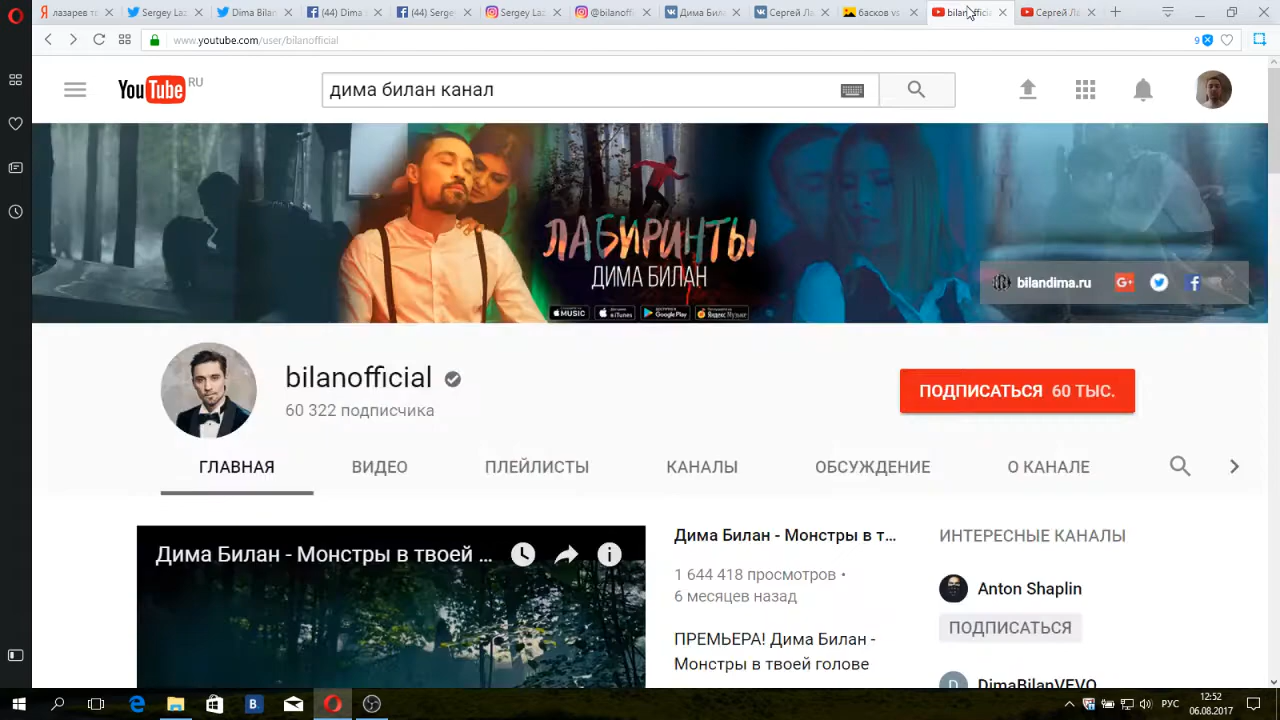 лазарев
Sergey Laz
Dima Bilan
(44) Dima
(44) Serge
Sergey Laz
@bilanoff
Дима Биле
Сергей Ла
басков vs
bilanofficia
Сергей Ла
www.youtube.com/user/bilanofficial
9
YouTube RU
дима билан канал
ЛАБИРИНТЫ
ДИМА БИЛАН
bilandima.ru G+
MUSIC iTunes Google Play Яндекс Музыке
bilanofficial
60 322 подписчика
ПОДПИСАТЬСЯ 60 ТЫС.
ГЛАВНАЯ ВИДЕО ПЛЕЙЛИСТЫ КАНАЛЫ ОБСУЖДЕНИЕ О КАНАЛЕ
Дима Билан - Монстры в твоей ...
Дима Билан - Монстры в т...
1 644 418 просмотров •
6 месяцев назад
ПРЕМЬЕРА! Дима Билан -
Монстры в твоей голове
ИНТЕРЕСНЫЕ КАНАЛЫ
Anton Shaplin
ПОДПИСАТЬСЯ
D DimaBilanVEVO
РУС
12:52
06.08.2017